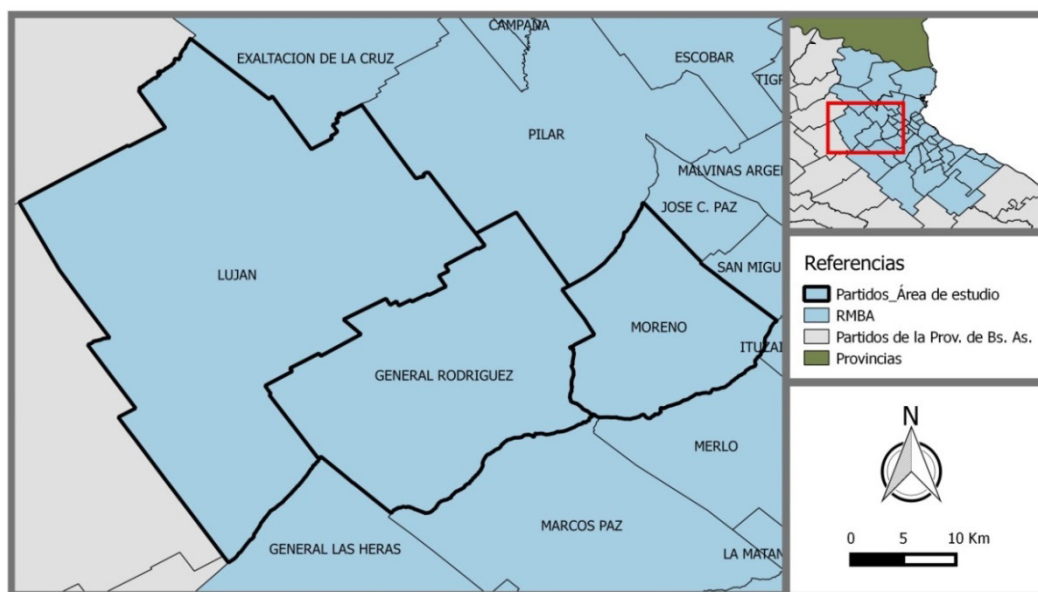 CAMPANA
EXALTACION DE LA CRUZ
ESCOBAR
TIGR
PILAR
MALVINAS ARGEN
JOSE C. PAZ
SAN MIGU
LUJAN
MORENO
ITUZAI
GENERAL RODRIGUEZ
MERLO
MARCOS PAZ
GENERAL LAS HERAS
LA MATAN
Referencias
Partidos_Área de estudio
RMBA
Partidos de la Prov. de Bs. As.
Provincias
N
0 5 10 Km